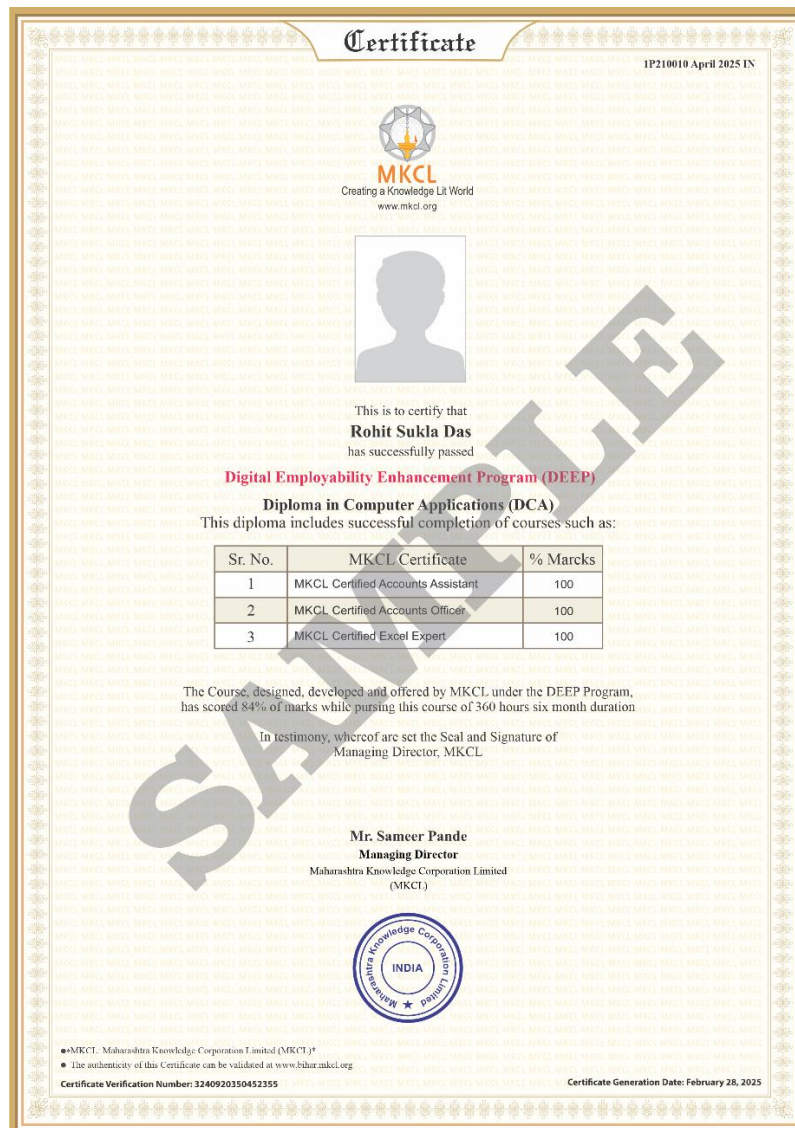 Certificate
1P210010 April 2025 IN
MKCL
Creating a Knowledge Lit World
www.mkcl.org
This is to certify that
Rohit Sukla Das
has successfully passed
Digital Employability Enhancement Program (DEEP)
Diploma in Computer Applications (DCA)
This diploma includes successful completion of courses such as:
Sr. No. MKCL Certificate % Marcks
1 MKCL Certified Accounts Assistant 100
2 MKCL Certified Accounts Officer 100
3 MKCL Certified Excel Expert 100
The Course, designed, developed and offered by MKCL under the DEEP Program,
has scored 84% of marks while pursing this course of 360 hours six month duration
In testimony, whereof are set the Seal and Signature of
Managing Director, MKCL
SAMPLE
Mr. Sameer Pande
Managing Director
Maharashtra Knowledge Corporation Limited
(MKCL)
Maharashtra Knowledge Corporation Limited
INDIA
●*MKCL: Maharashtra Knowledge Corporation Limited (MKCL)*
● The authenticity of this Certificate can be validated at www.bihar.mkcl.org
Certificate Verification Number: 3240920350452355
Certificate Generation Date: February 28, 2025